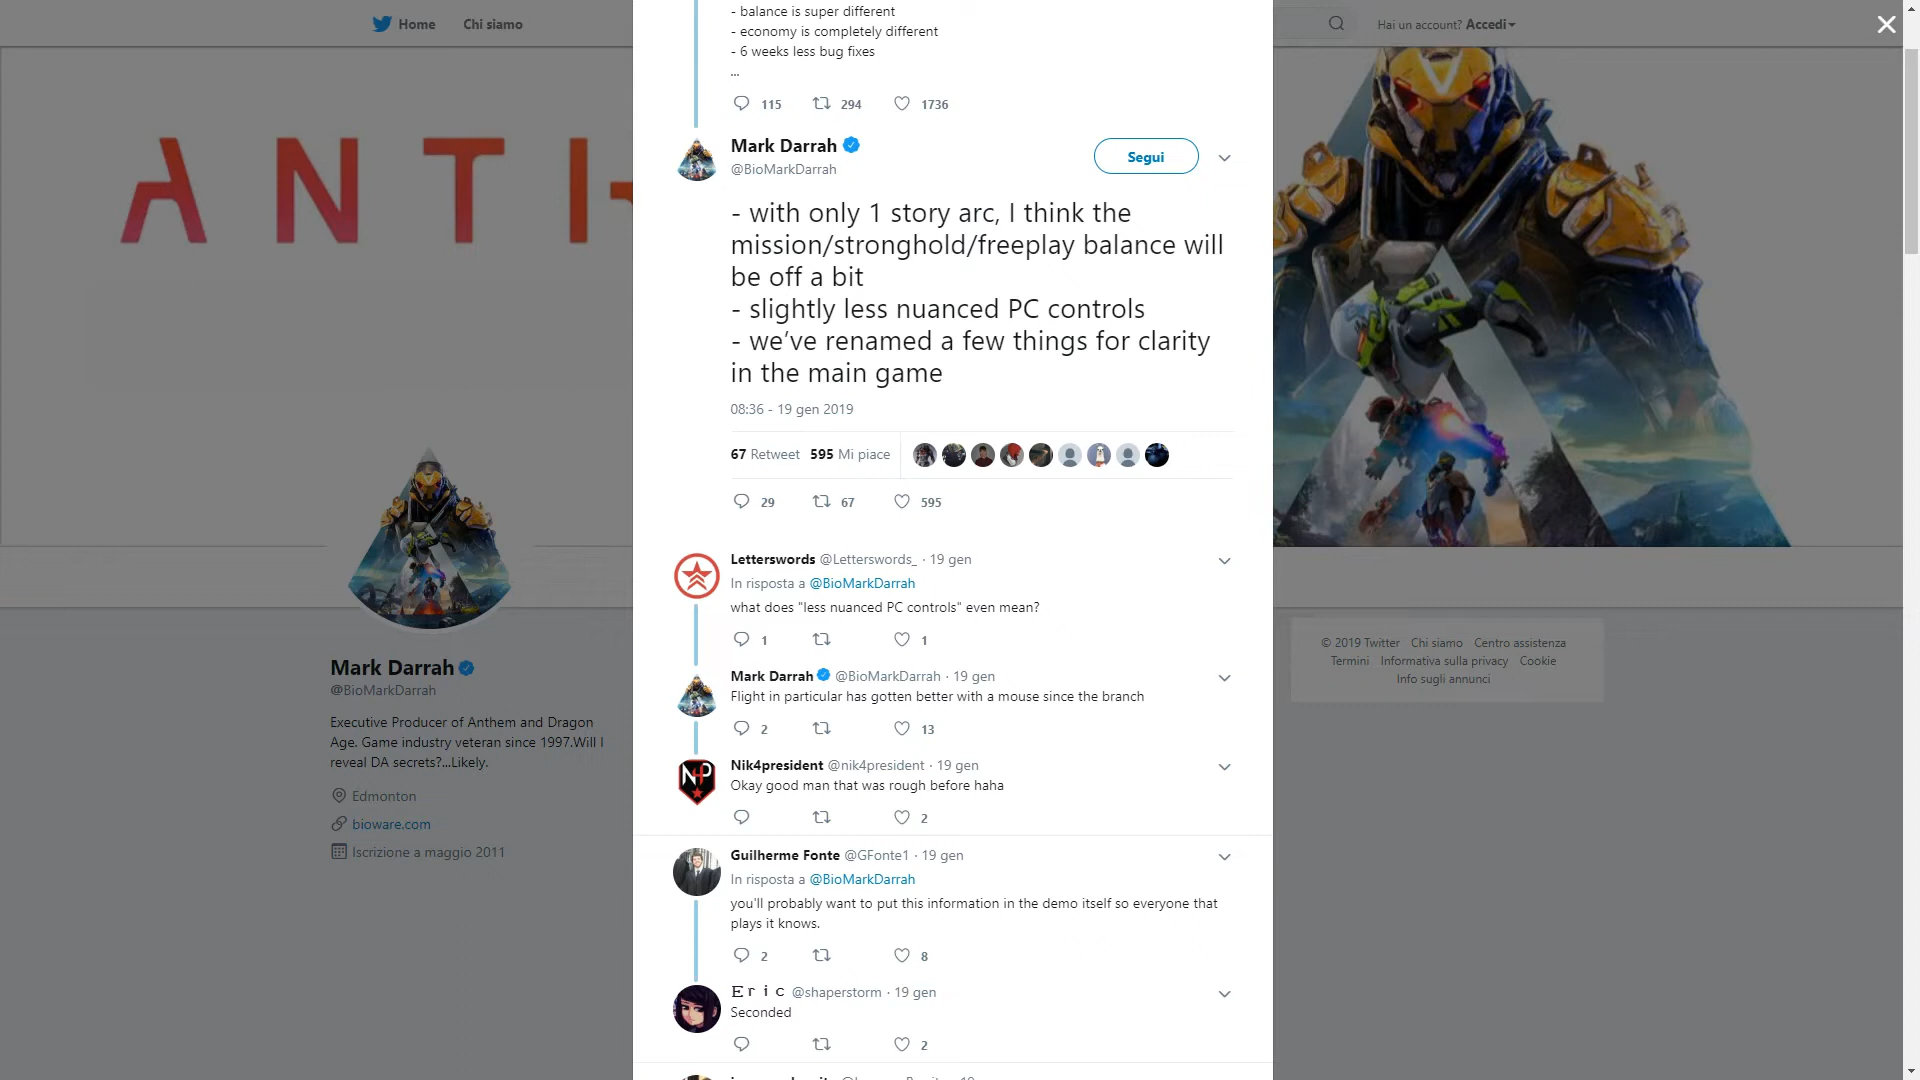 Home
Chi siamo
Hai un account? Accedi
- balance is super different
- economy is completely different
- 6 weeks less bug fixes
...
115 294 1736
Mark Darrah
@BioMarkDarrah
Segui
- with only 1 story arc, I think the
mission/stronghold/freeplay balance will
be off a bit
- slightly less nuanced PC controls
- we’ve renamed a few things for clarity
in the main game
08:36 - 19 gen 2019
67 Retweet 595 Mi piace
29 67 595
Letterswords @Letterswords_ · 19 gen
In risposta a @BioMarkDarrah
what does "less nuanced PC controls" even mean?
1 1
Mark Darrah @BioMarkDarrah · 19 gen
Flight in particular has gotten better with a mouse since the branch
2 13
Nik4president @nik4president · 19 gen
Okay good man that was rough before haha
2
Guilherme Fonte @GFonte1 · 19 gen
In risposta a @BioMarkDarrah
you'll probably want to put this information in the demo itself so everyone that
plays it knows.
2 8
Eric @shaperstorm · 19 gen
Seconded
2
ANTH
Mark Darrah
@BioMarkDarrah
Executive Producer of Anthem and Dragon
Age. Game industry veteran since 1997.Will I
reveal DA secrets?...Likely.
Edmonton
bioware.com
Iscrizione a maggio 2011
© 2019 Twitter Chi siamo Centro assistenza
Termini Informativa sulla privacy Cookie
Info sugli annunci